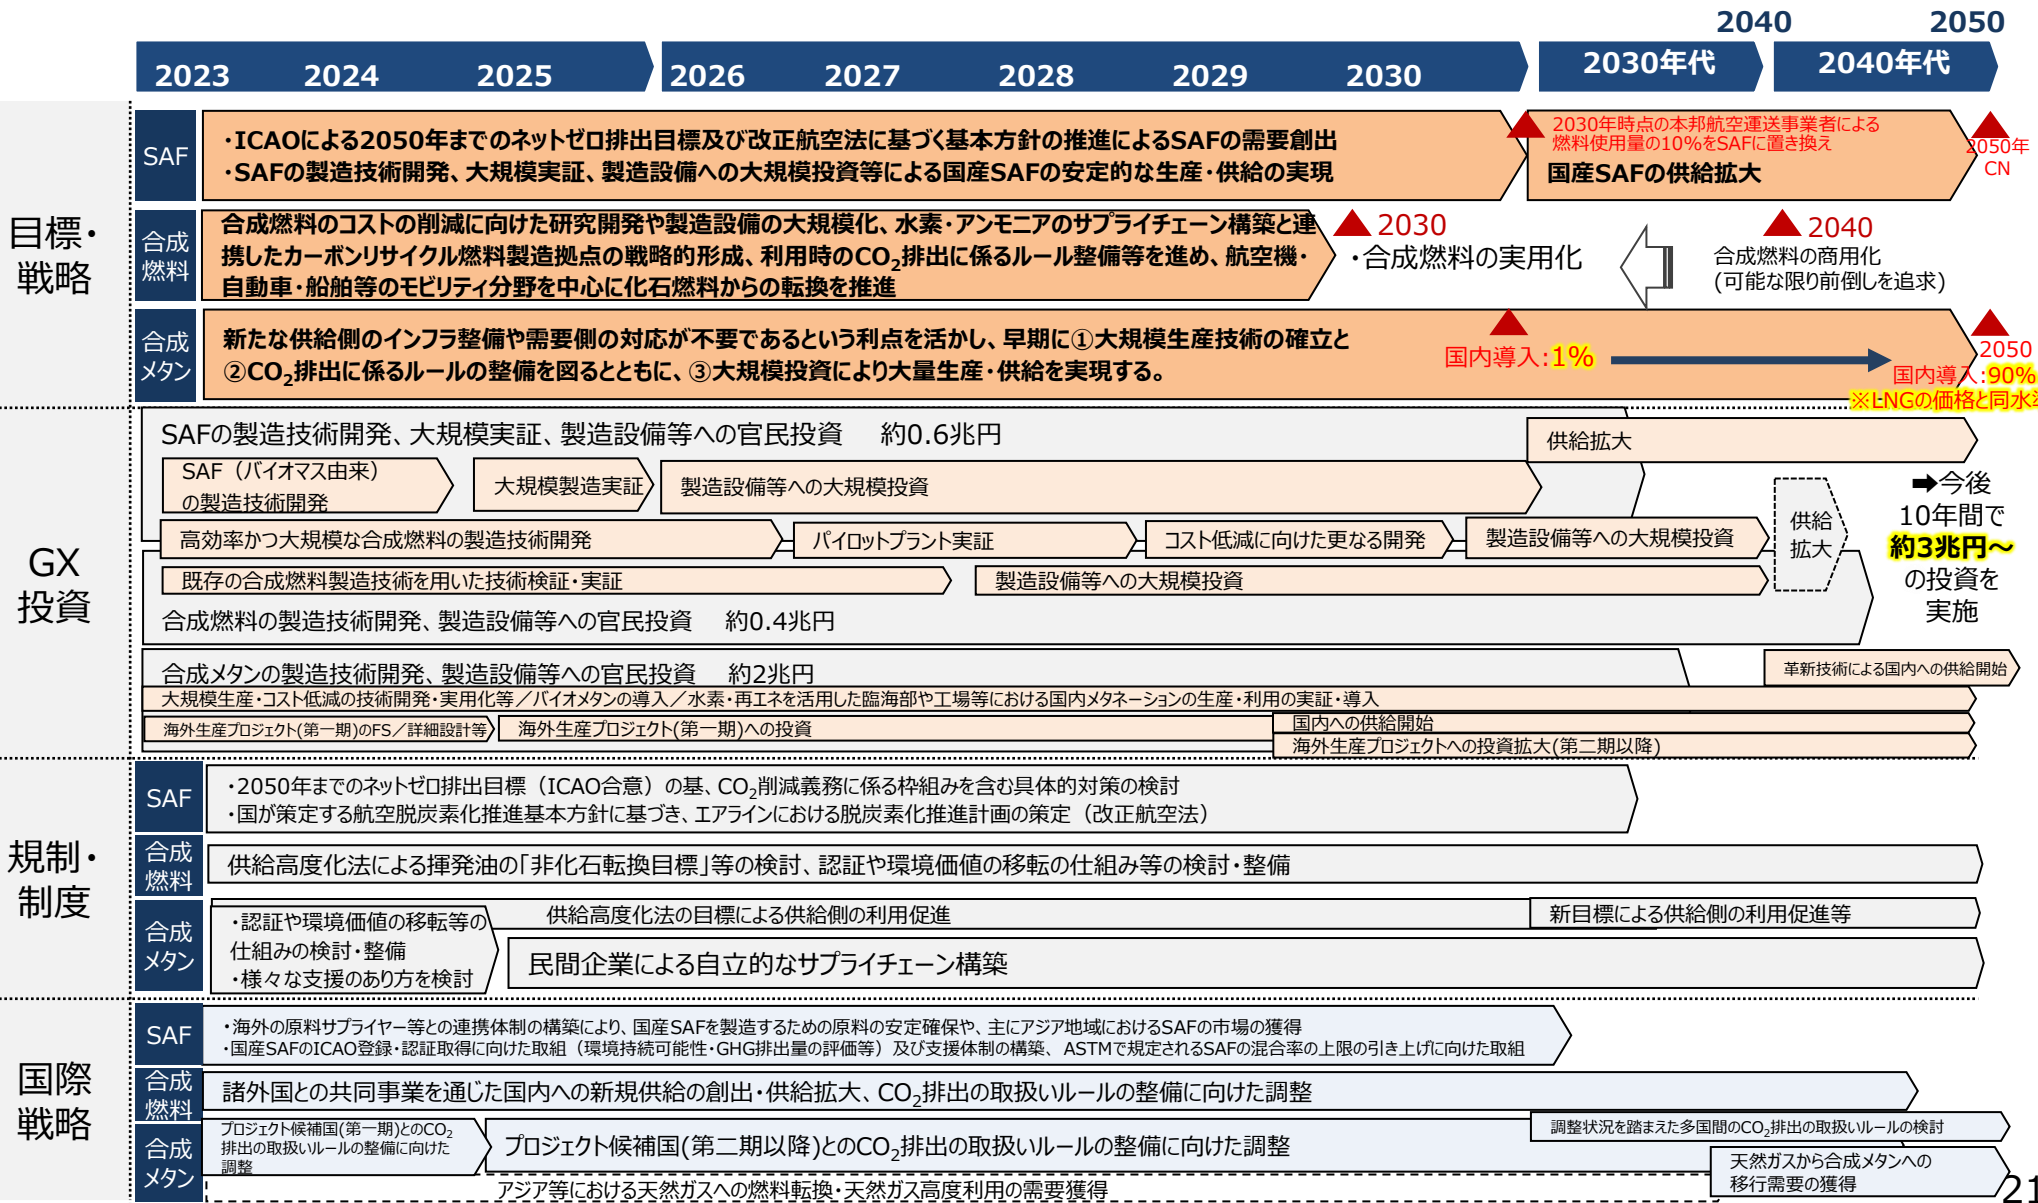 2040
2050
2023
2024
2025
2026
2027
2028
2029
2030
2030年代
2040年代
目標・
戦略
SAF
・ICAOによる2050年までのネットゼロ排出目標及び改正航空法に基づく基本方針の推進によるSAFの需要創出
・SAFの製造技術開発、大規模実証、製造設備への大規模投資等による国産SAFの安定的な生産・供給の実現
2030年時点の本邦航空運送事業者による
燃料使用量の10%をSAFに置き換え
国産SAFの供給拡大
2050年
CN
合成
燃料
合成燃料のコストの削減に向けた研究開発や製造設備の大規模化、水素・アンモニアのサプライチェーン構築と連
携したカーボンリサイクル燃料製造拠点の戦略的形成、利用時のCO2排出に係るルール整備等を進め、航空機・
自動車・船舶等のモビリティ分野を中心に化石燃料からの転換を推進
2030
・合成燃料の実用化
2040
合成燃料の商用化
(可能な限り前倒しを追求)
合成
メタン
新たな供給側のインフラ整備や需要側の対応が不要であるという利点を活かし、早期に①大規模生産技術の確立と
②CO2排出に係るルールの整備を図るとともに、③大規模投資により大量生産・供給を実現する。
国内導入:1%
2050
国内導入:90%
※LNGの価格と同水準
GX
投資
SAFの製造技術開発、大規模実証、製造設備等への官民投資 約0.6兆円
供給拡大
SAF（バイオマス由来）
の製造技術開発
大規模製造実証
製造設備等への大規模投資
高効率かつ大規模な合成燃料の製造技術開発
パイロットプラント実証
コスト低減に向けた更なる開発
製造設備等への大規模投資
供給
拡大
既存の合成燃料製造技術を用いた技術検証・実証
製造設備等への大規模投資
合成燃料の製造技術開発、製造設備等への官民投資 約0.4兆円
➡今後
10年間で
約3兆円～
の投資を
実施
合成メタンの製造技術開発、製造設備等への官民投資 約2兆円
革新技術による国内への供給開始
大規模生産・コスト低減の技術開発・実用化等／バイオメタンの導入／水素・再エネを活用した臨海部や工場等における国内メタネーションの生産・利用の実証・導入
海外生産プロジェクト(第一期)のFS／詳細設計等
海外生産プロジェクト(第一期)への投資
国内への供給開始
海外生産プロジェクトへの投資拡大(第二期以降)
規制・
制度
SAF
・2050年までのネットゼロ排出目標（ICAO合意）の基、CO2削減義務に係る枠組みを含む具体的対策の検討
・国が策定する航空脱炭素化推進基本方針に基づき、エアラインにおける脱炭素化推進計画の策定（改正航空法）
合成
燃料
供給高度化法による揮発油の「非化石転換目標」等の検討、認証や環境価値の移転の仕組み等の検討・整備
合成
メタン
・認証や環境価値の移転等の
仕組みの検討・整備
・様々な支援のあり方を検討
供給高度化法の目標による供給側の利用促進
新目標による供給側の利用促進等
民間企業による自立的なサプライチェーン構築
国際
戦略
SAF
・海外の原料サプライヤー等との連携体制の構築により、国産SAFを製造するための原料の安定確保や、主にアジア地域におけるSAFの市場の獲得
・国産SAFのICAO登録・認証取得に向けた取組（環境持続可能性・GHG排出量の評価等）及び支援体制の構築、ASTMで規定されるSAFの混合率の上限の引き上げに向けた取組
合成
燃料
諸外国との共同事業を通じた国内への新規供給の創出・供給拡大、CO2排出の取扱いルールの整備に向けた調整
合成
メタン
プロジェクト候補国(第一期)とのCO2
排出の取扱いルールの整備に向けた
調整
プロジェクト候補国(第二期以降)とのCO2排出の取扱いルールの整備に向けた調整
調整状況を踏まえた多国間のCO2排出の取扱いルールの検討
天然ガスから合成メタンへの
移行需要の獲得
アジア等における天然ガスへの燃料転換・天然ガス高度利用の需要獲得
21